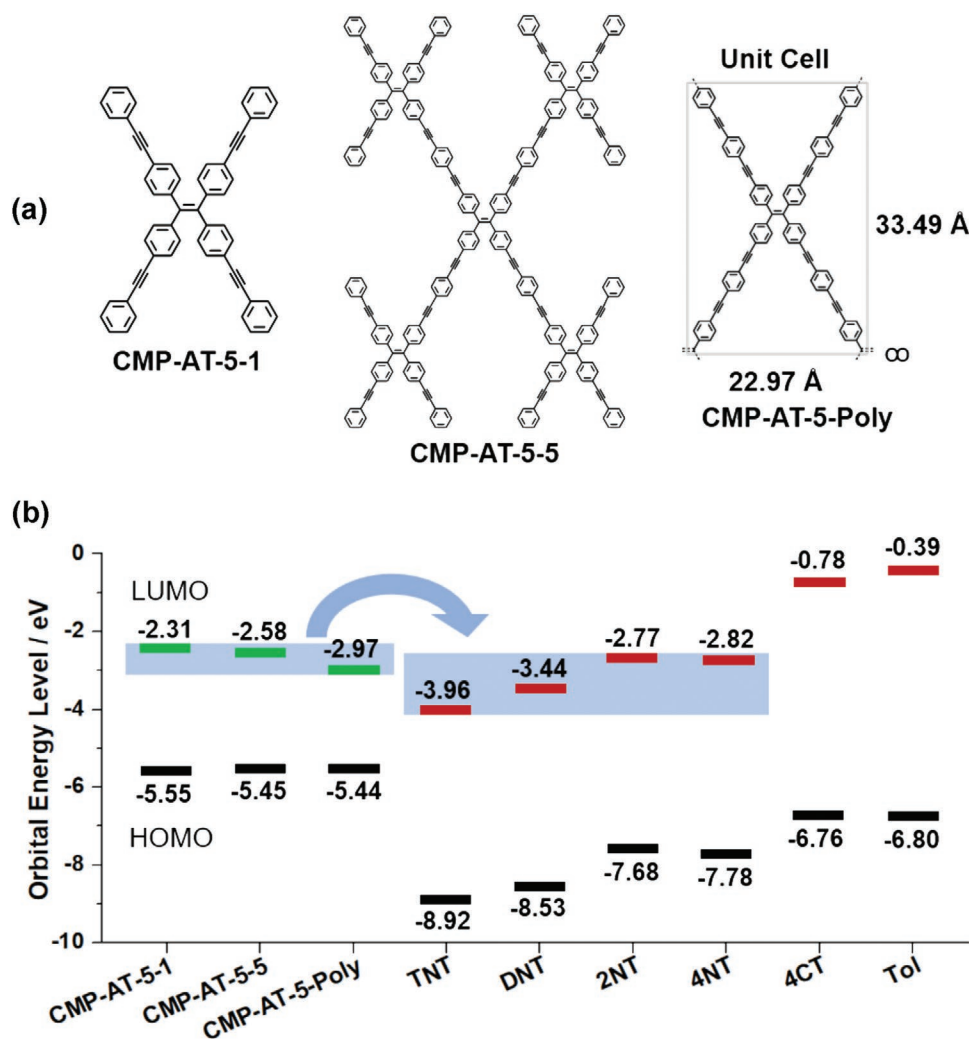 (a)
CMP-AT-5-1
CMP-AT-5-5
Unit Cell
33.49 Å
∞
22.97 Å
CMP-AT-5-Poly
(b)
Orbital Energy Level / eV
0
-2
-4
-6
-8
-10
LUMO
HOMO
-2.31
-2.58
-2.97
-3.96
-3.44
-2.77
-2.82
-0.78
-0.39
-5.55
-5.45
-5.44
-8.92
-8.53
-7.68
-7.78
-6.76
-6.80
CMP-AT-5-1
CMP-AT-5-5
CMP-AT-5-Poly
TNT
DNT
2NT
4NT
4CT
Tol